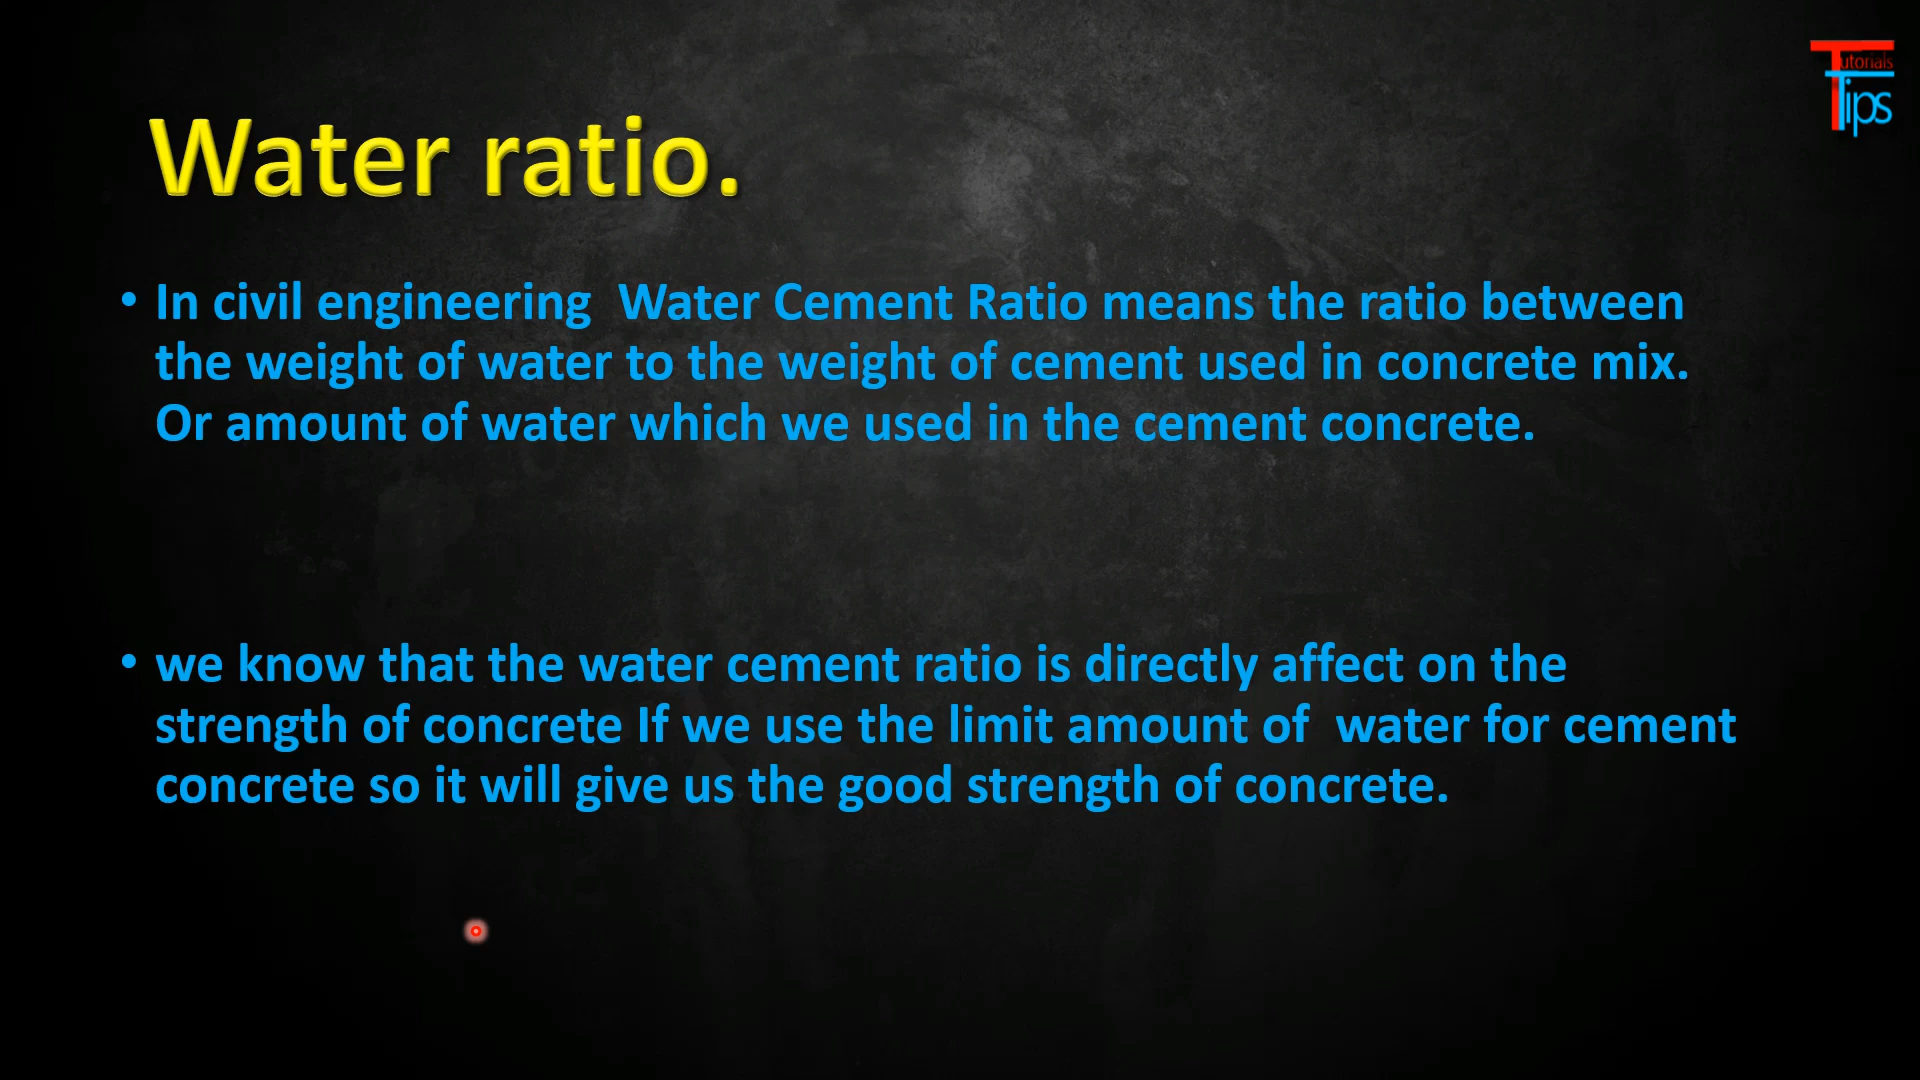 Tutorials
Tips
Water ratio.
• In civil engineering  Water Cement Ratio means the ratio between
the weight of water to the weight of cement used in concrete mix.
Or amount of water which we used in the cement concrete.
• we know that the water cement ratio is directly affect on the
strength of concrete If we use the limit amount of  water for cement
concrete so it will give us the good strength of concrete.